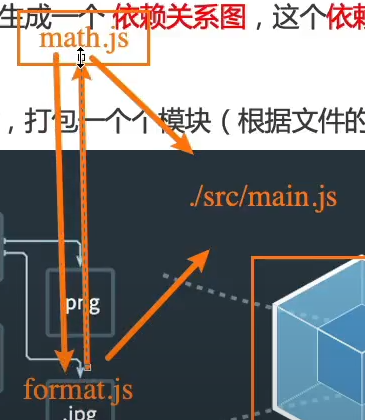 生成一个 依赖关系图，这个依赖
math.js
，打包一个个模块（根据文件的
./src/main.js
png
format.js
.jpg